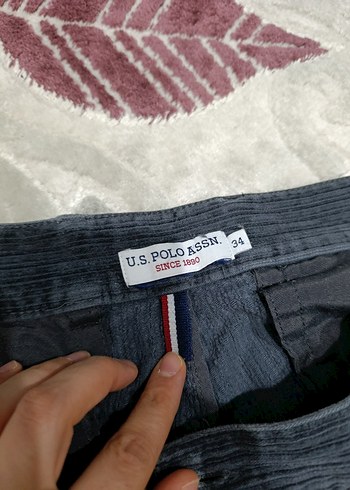 U.S. POLO ASSN.
SINCE 1890
34